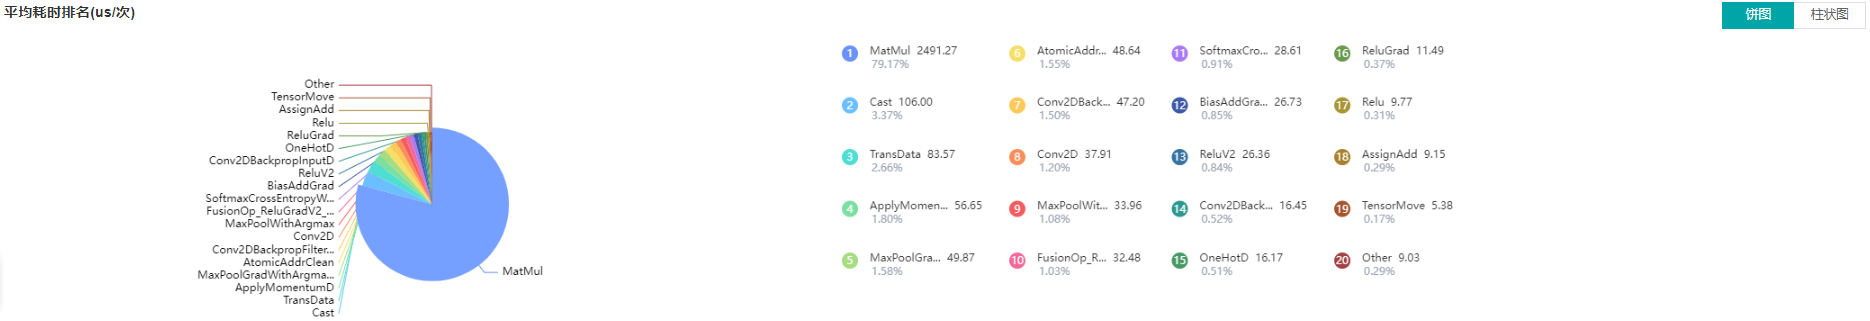 平均耗时排名(us/次)
饼图
柱状图
Other
TensorMove
AssignAdd
Relu
ReluGrad
OneHotD
Conv2DBackpropInputD
ReluV2
BiasAddGrad
SoftmaxCrossEntropyW...
FusionOp_ReluGradV2_...
MaxPoolWithArgmax
Conv2D
Conv2DBackpropFilter...
AtomicAddrClean
MaxPoolGradWithArgma...
ApplyMomentumD
TransData
Cast
MatMul
1 MatMul 2491.27
79.17%
2 Cast 106.00
3.37%
3 TransData 83.57
2.66%
4 ApplyMomen... 56.65
1.80%
5 MaxPoolGra... 49.87
1.58%
6 AtomicAddr... 48.64
1.55%
7 Conv2DBack... 47.20
1.50%
8 Conv2D 37.91
1.20%
9 MaxPoolWit... 33.96
1.08%
10 FusionOp_R... 32.48
1.03%
11 SoftmaxCro... 28.61
0.91%
12 BiasAddGra... 26.73
0.85%
13 ReluV2 26.36
0.84%
14 Conv2DBack... 16.45
0.52%
15 OneHotD 16.17
0.51%
16 ReluGrad 11.49
0.37%
17 Relu 9.77
0.31%
18 AssignAdd 9.15
0.29%
19 TensorMove 5.38
0.17%
20 Other 9.03
0.29%